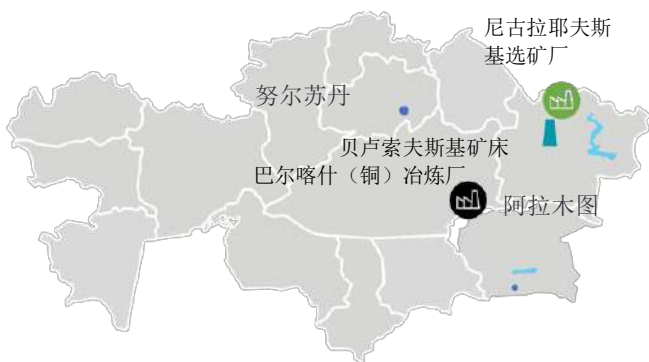 尼古拉耶夫斯
基选矿厂
努尔苏丹
贝卢索夫斯基矿床
巴尔喀什（铜）冶炼厂
阿拉木图